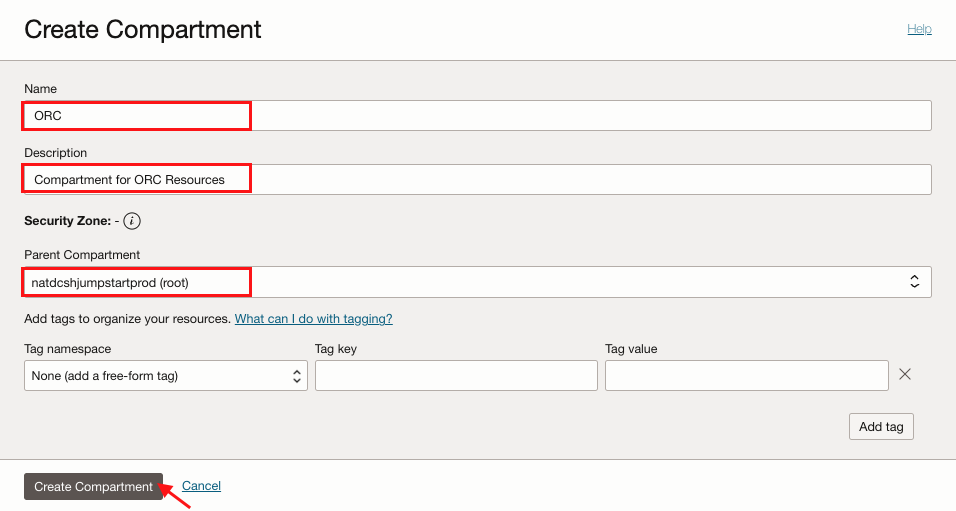 Create Compartment
Help
Name
ORC
Description
Compartment for ORC Resources
Security Zone: - i
Parent Compartment
natdcshjumpstartprod (root)
Add tags to organize your resources. What can I do with tagging?
Tag namespace Tag key Tag value
None (add a free-form tag)
Add tag
Create Compartment Cancel